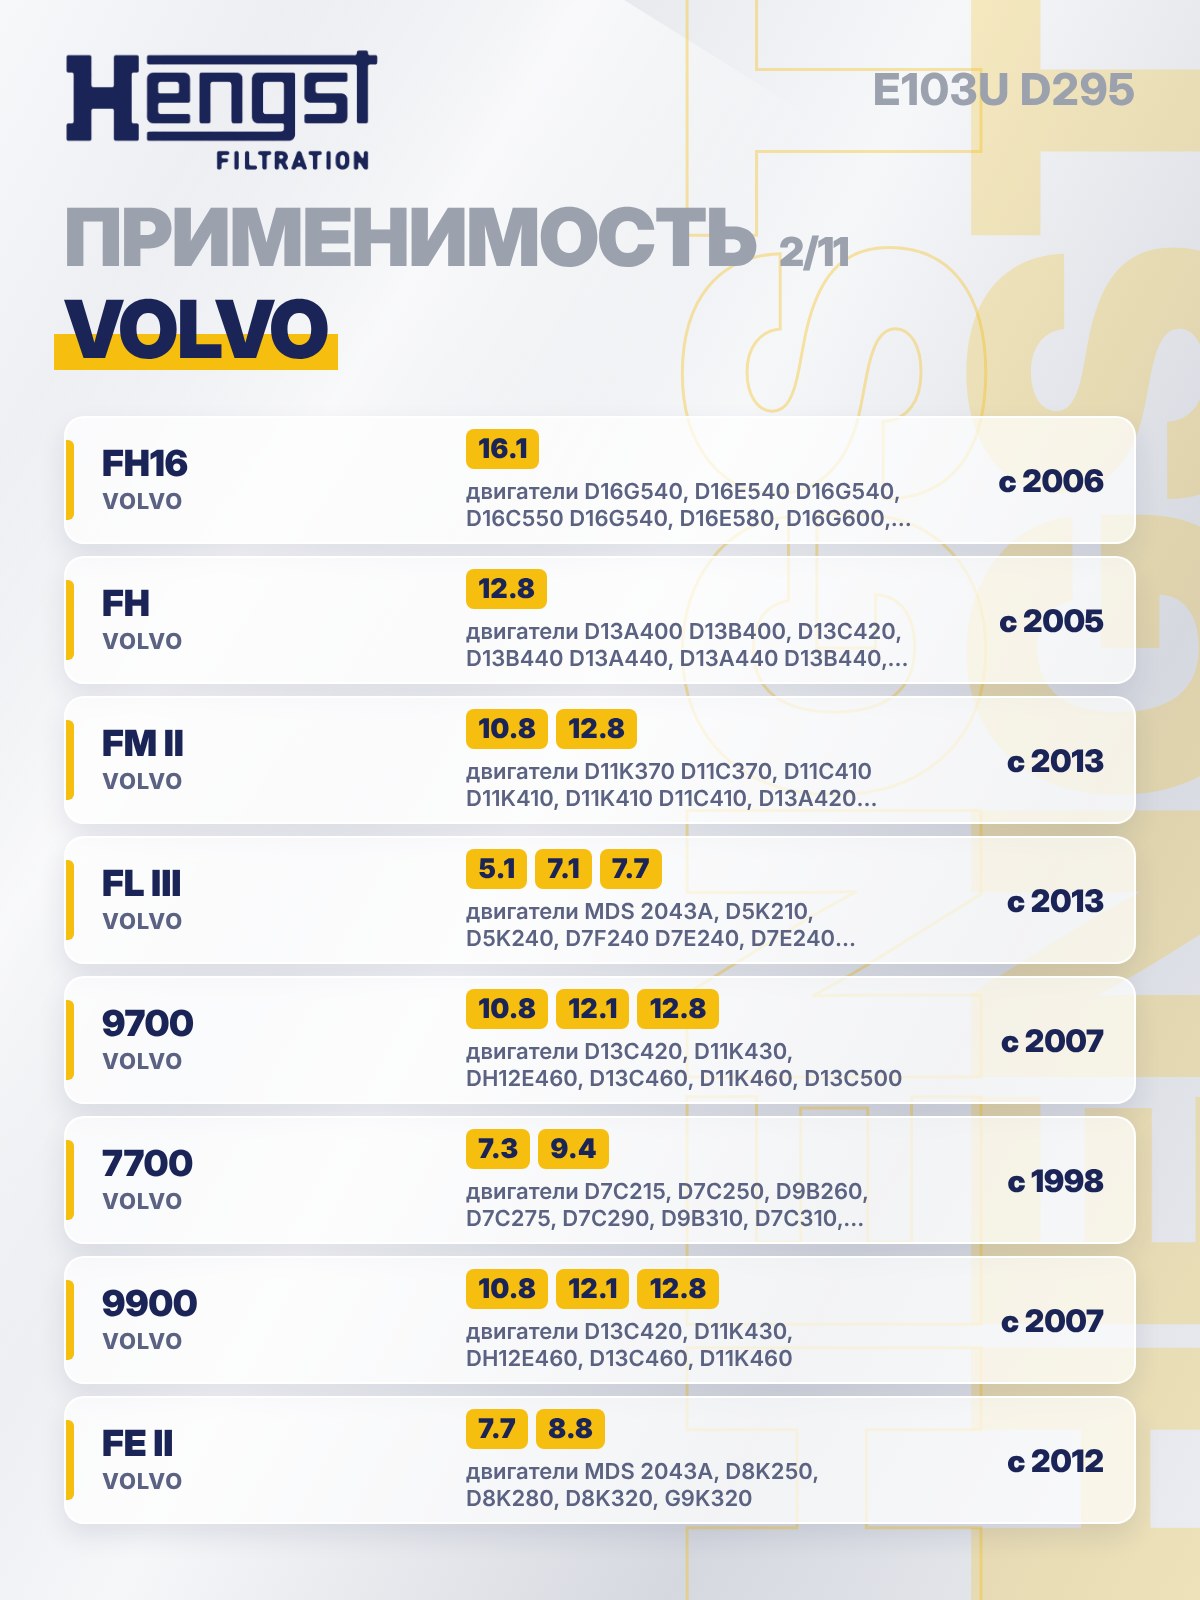 Hengst
FILTRATION
E103U D295
ПРИМЕНИМОСТЬ 2/11
VOLVO
FH16
VOLVO
16.1
двигатели D16G540, D16E540 D16G540,
D16C550 D16G540, D16E580, D16G600,...
с 2006
FH
VOLVO
12.8
двигатели D13A400 D13B400, D13C420,
D13B440 D13A440, D13A440 D13B440,...
с 2005
FM II
VOLVO
10.8 12.8
двигатели D11K370 D11C370, D11C410
D11K410, D11K410 D11C410, D13A420...
с 2013
FL III
VOLVO
5.1 7.1 7.7
двигатели MDS 2043A, D5K210,
D5K240, D7F240 D7E240, D7E240...
с 2013
9700
VOLVO
10.8 12.1 12.8
двигатели D13C420, D11K430,
DH12E460, D13C460, D11K460, D13C500
с 2007
7700
VOLVO
7.3 9.4
двигатели D7C215, D7C250, D9B260,
D7C275, D7C290, D9B310, D7C310,...
с 1998
9900
VOLVO
10.8 12.1 12.8
двигатели D13C420, D11K430,
DH12E460, D13C460, D11K460
с 2007
FE II
VOLVO
7.7 8.8
двигатели MDS 2043A, D8K250,
D8K280, D8K320, G9K320
с 2012
HENGST
HENGST